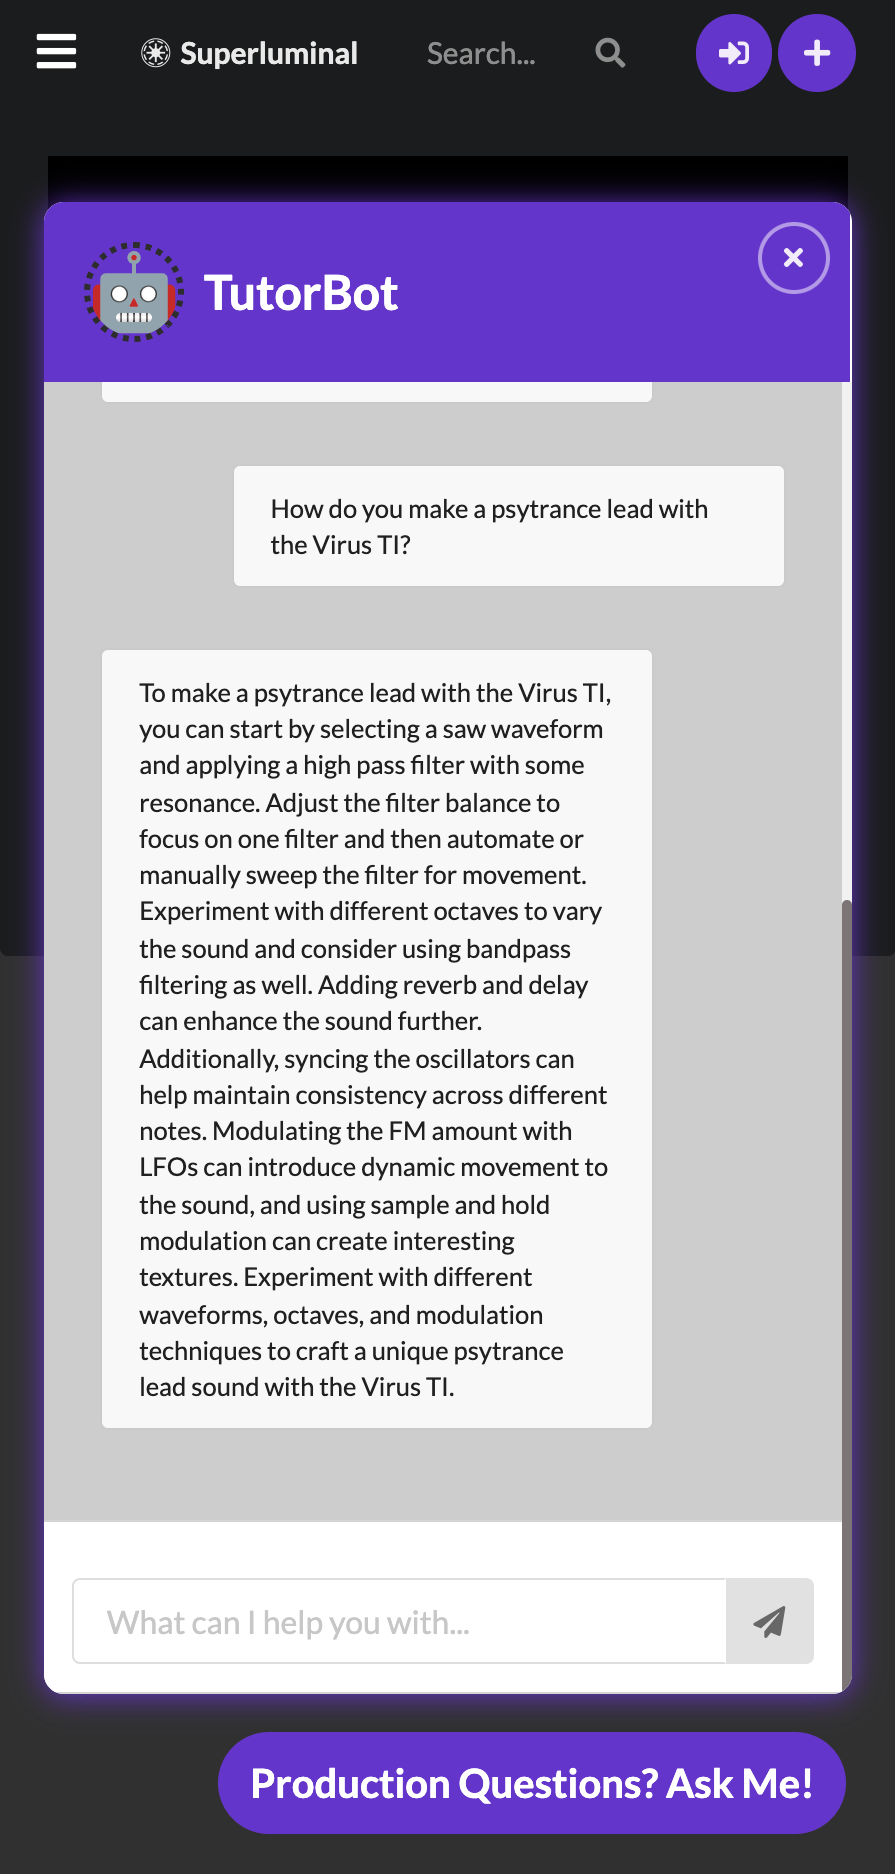 Superluminal
Search...
TutorBot
How do you make a psytrance lead with
the Virus TI?
To make a psytrance lead with the Virus TI,
you can start by selecting a saw waveform
and applying a high pass filter with some
resonance. Adjust the filter balance to
focus on one filter and then automate or
manually sweep the filter for movement.
Experiment with different octaves to vary
the sound and consider using bandpass
filtering as well. Adding reverb and delay
can enhance the sound further.
Additionally, syncing the oscillators can
help maintain consistency across different
notes. Modulating the FM amount with
LFOs can introduce dynamic movement to
the sound, and using sample and hold
modulation can create interesting
textures. Experiment with different
waveforms, octaves, and modulation
techniques to craft a unique psytrance
lead sound with the Virus TI.
What can I help you with...
Production Questions? Ask Me!